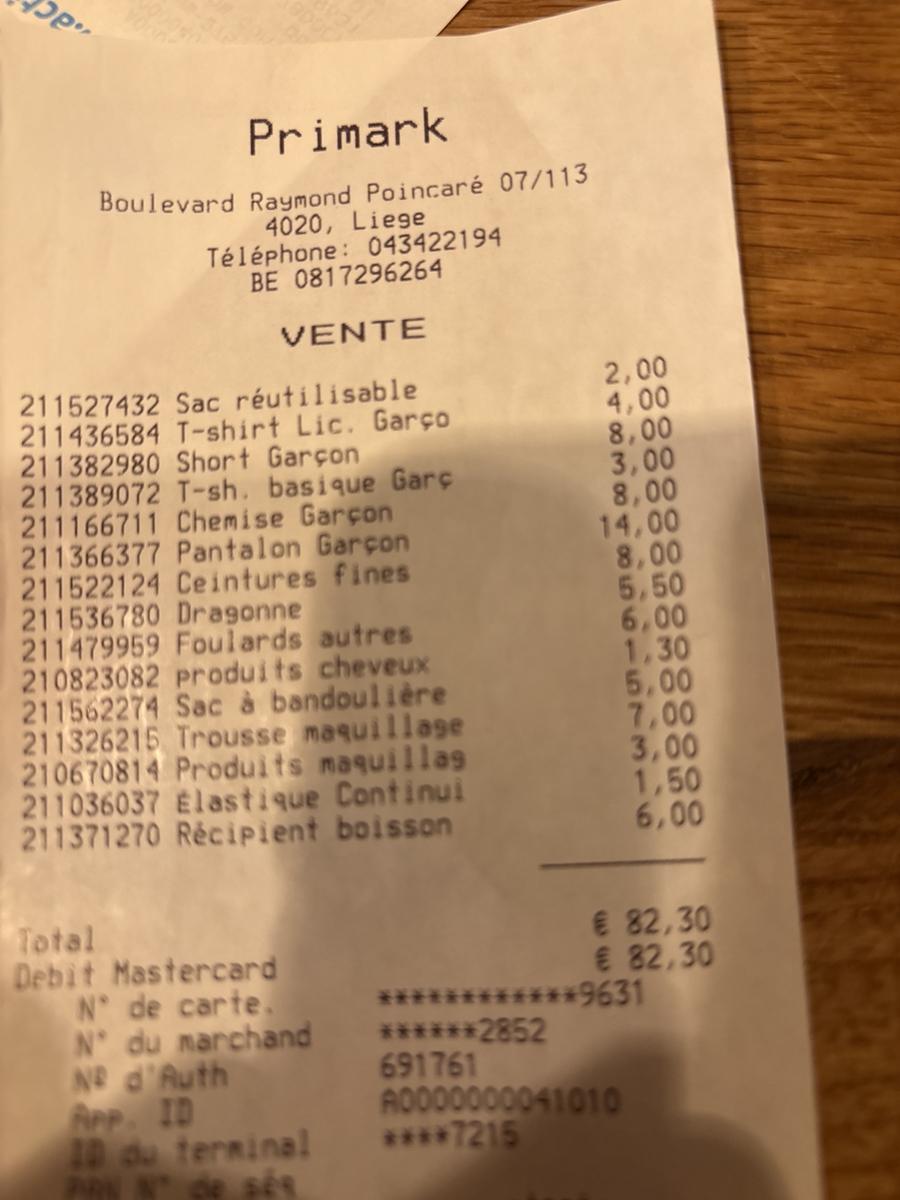 Primark
Boulevard Raymond Poincaré 07/113
4020, Liege
Téléphone: 043422194
BE 0817296264
VENTE
211527432 Sac réutilisable 2,00
211436584 T-shirt Lic. Garço 4,00
211382980 Short Garçon 8,00
211389072 T-sh. basique Garç 3,00
211166711 Chemise Garçon 8,00
211366377 Pantalon Garçon 14,00
211522124 Ceintures fines 8,00
211536780 Dragonne 5,50
211479959 Foulards autres 6,00
210823082 produits cheveux 1,30
211562274 Sac à bandoulière 5,00
211326215 Trousse maquillage 7,00
210670814 Produits maquillag 3,00
211036037 Élastique Continui 1,50
211371270 Récipient boisson 6,00
Total € 82,30
Debit Mastercard € 82,30
N° de carte. ************9631
N° du marchand ******2852
Nº d'Auth 691761
App. ID A0000000041010
ID du terminal ****7215
PAN N° de séq